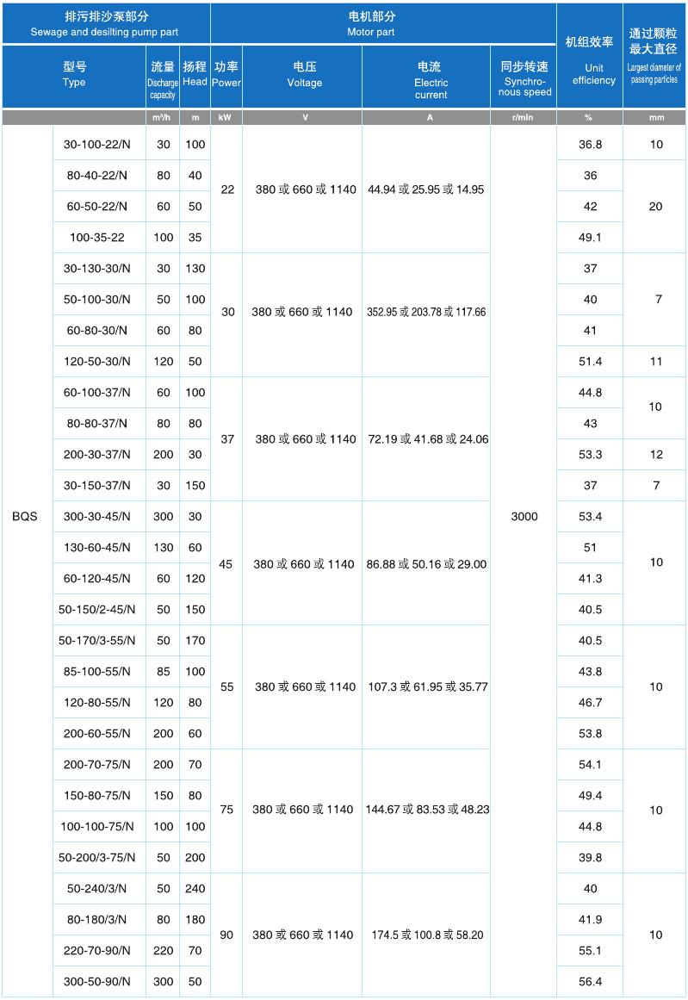 排污排沙泵部分 电机部分 机组效率 通过颗粒
Sewage and desilting pump part Motor part Unit 最大直径
型号 流量 扬程 功率 电压 电流 同步转速 efficiency Largest diameter of
Type Discharge Head Power Voltage Electric Synchro- passing particles
capacity current nous speed
m³/h m kW V A r/min % mm
30-100-22/N 30 100 36.8 10
80-40-22/N 80 40 36
22 380 或 660 或 1140 44.94 或 25.95 或 14.95
60-50-22/N 60 50 42 20
100-35-22 100 35 49.1
30-130-30/N 30 130 37
50-100-30/N 50 100 40 7
30 380 或 660 或 1140 352.95 或 203.78 或 117.66
60-80-30/N 60 80 41
120-50-30/N 120 50 51.4 11
60-100-37/N 60 100 44.8
10
80-80-37/N 80 80 43
37 380 或 660 或 1140 72.19 或 41.68 或 24.06
200-30-37/N 200 30 53.3 12
30-150-37/N 30 150 37 7
BQS 300-30-45/N 300 30 3000 53.4
130-60-45/N 130 60 51
45 380 或 660 或 1140 86.88 或 50.16 或 29.00 10
60-120-45/N 60 120 41.3
50-150/2-45/N 50 150 40.5
50-170/3-55/N 50 170 40.5
85-100-55/N 85 100 43.8
55 380 或 660 或 1140 107.3 或 61.95 或 35.77 10
120-80-55/N 120 80 46.7
200-60-55/N 200 60 53.8
200-70-75/N 200 70 54.1
150-80-75/N 150 80 49.4
75 380 或 660 或 1140 144.67 或 83.53 或 48.23 10
100-100-75/N 100 100 44.8
50-200/3-75/N 50 200 39.8
50-240/3/N 50 240 40
80-180/3/N 80 180 41.9
90 380 或 660 或 1140 174.5 或 100.8 或 58.20 10
220-70-90/N 220 70 55.1
300-50-90/N 300 50 56.4